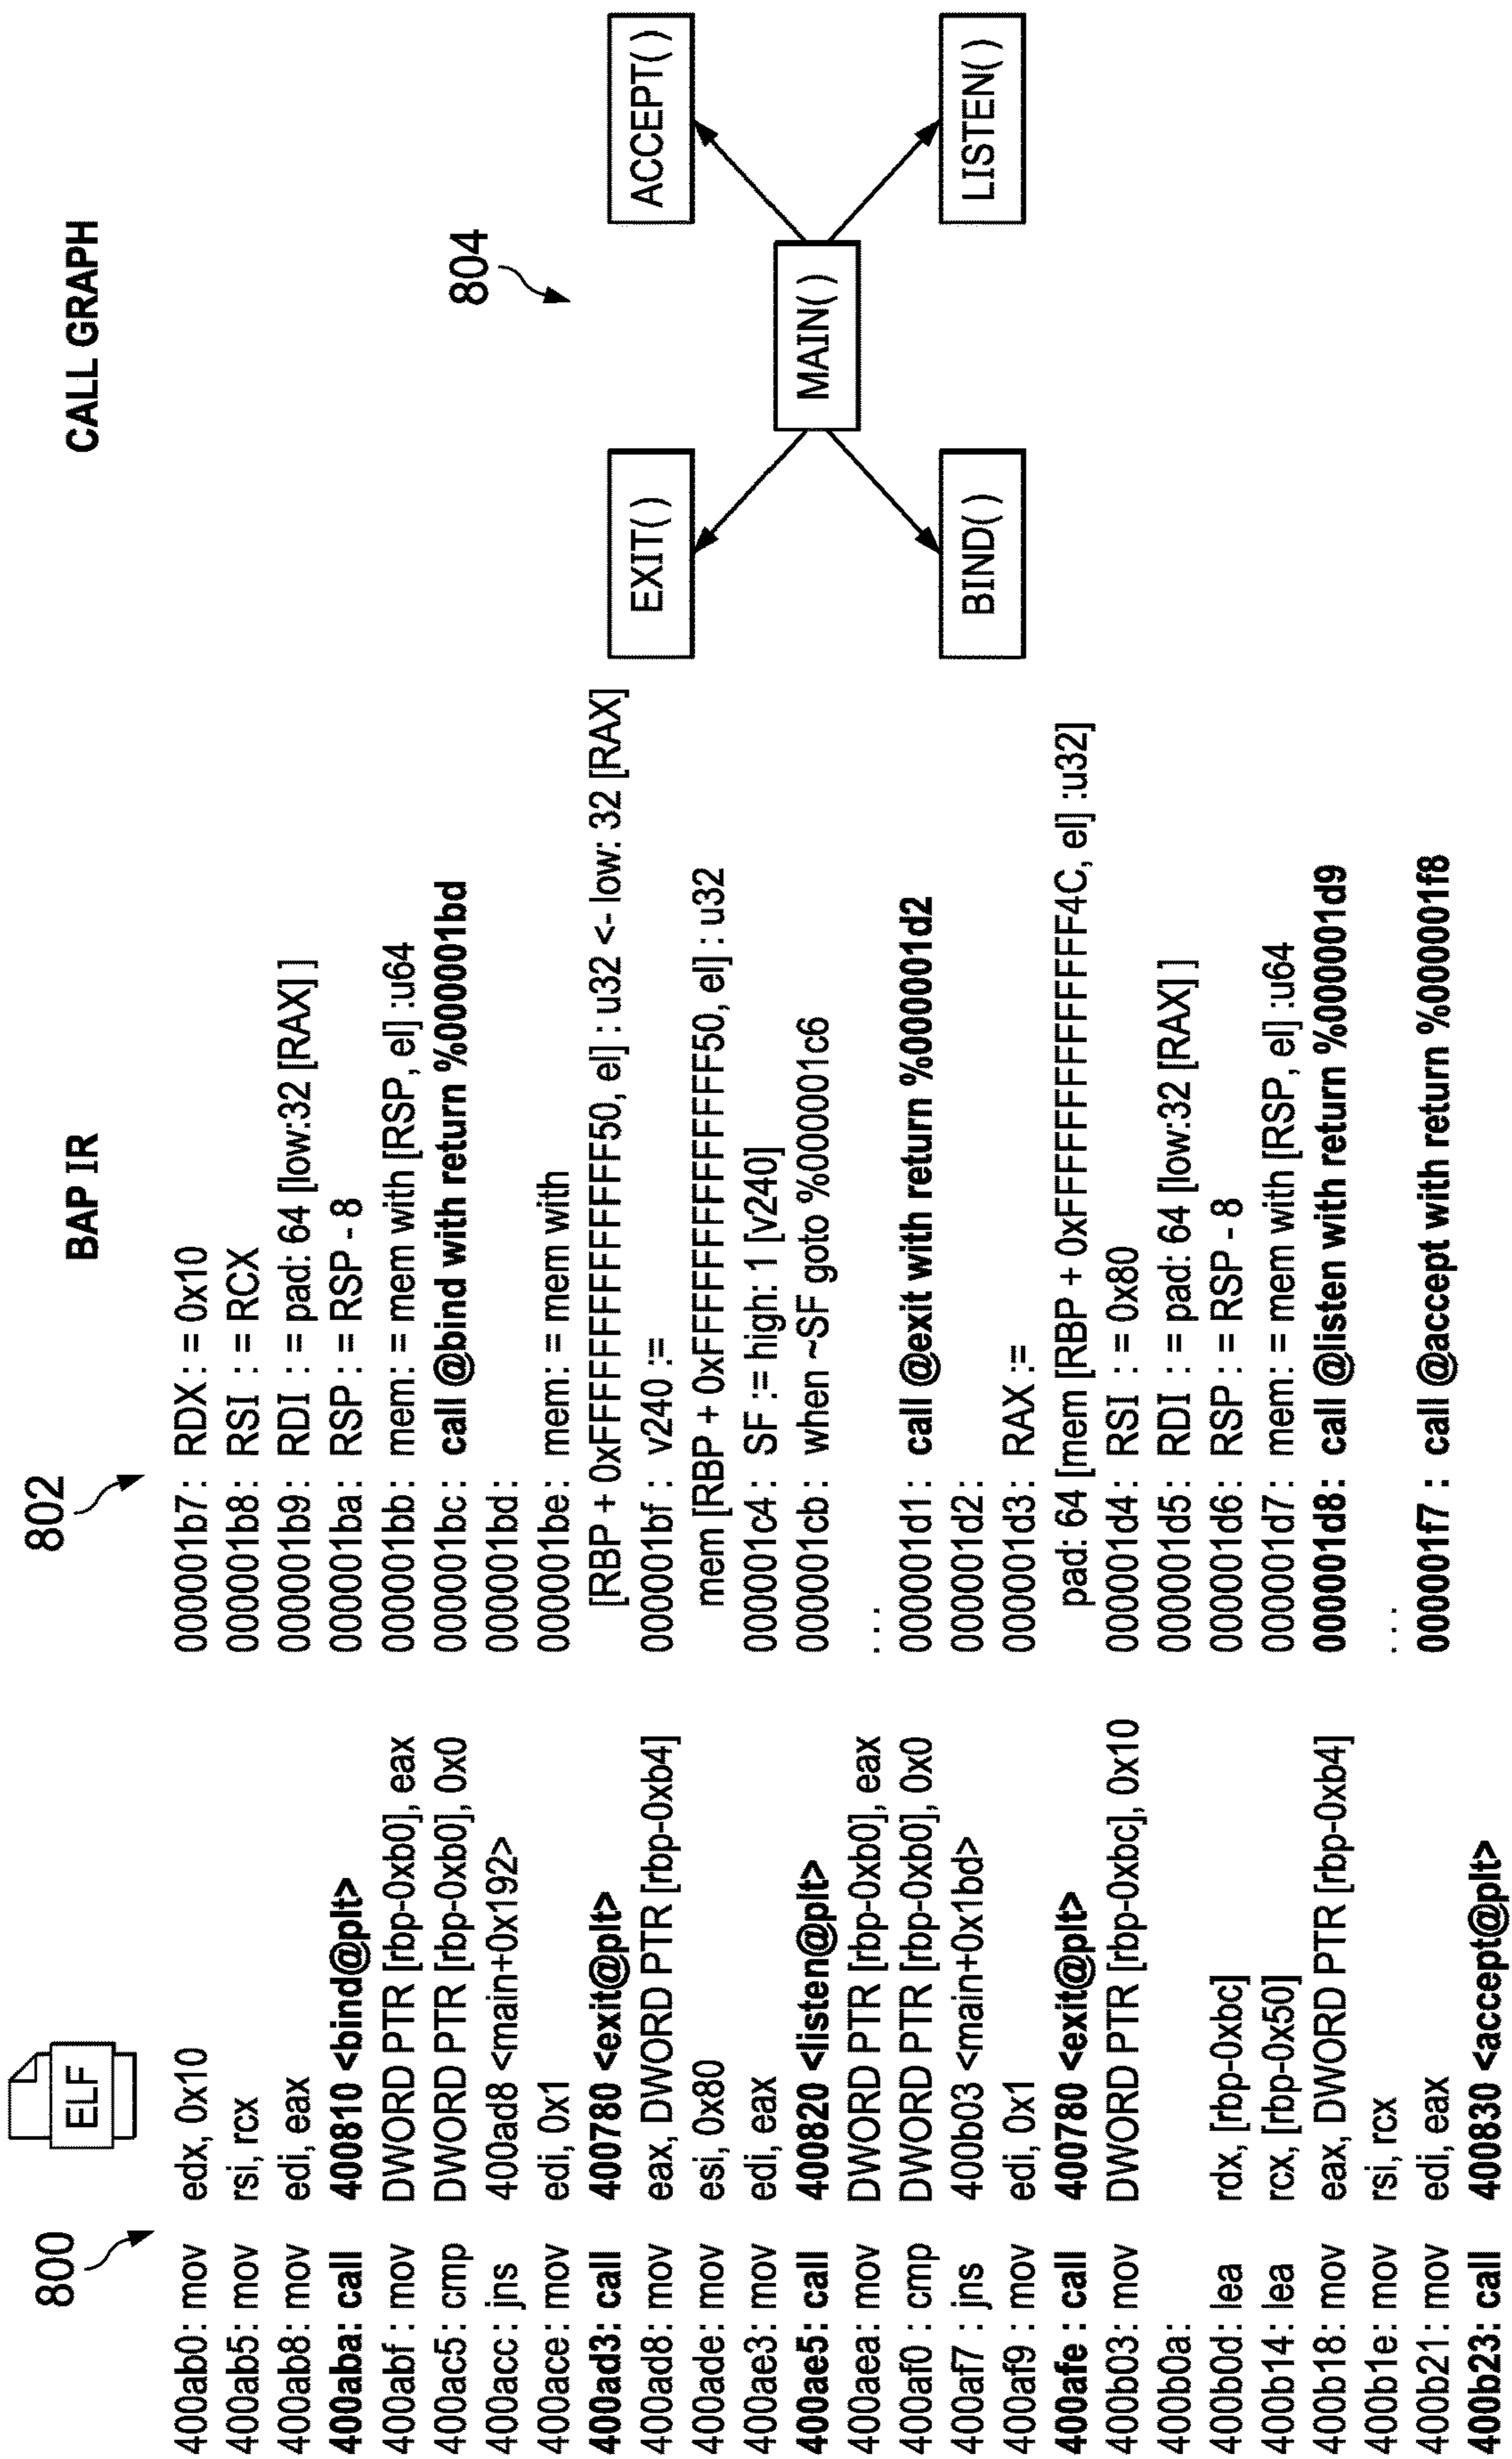 ELF
800
400ab0: mov edx, 0x10
400ab5: mov rsi, rcx
400ab8: mov edi, eax
400aba: call 400810 <bind@plt>
400abf: mov DWORD PTR [rbp-0xb0], eax
400ac5: cmp DWORD PTR [rbp-0xb0], 0x0
400acc: jns 400ad8 <main+0x192>
400ace: mov edi, 0x1
400ad3: call 400780 <exit@plt>
400ad8: mov eax, DWORD PTR [rbp-0xb4]
400ade: mov esi, 0x80
400ae3: mov edi, eax
400ae5: call 400820 <listen@plt>
400aea: mov DWORD PTR [rbp-0xb0], eax
400af0: cmp DWORD PTR [rbp-0xb0], 0x0
400af7: jns 400b03 <main+0x1bd>
400af9: mov edi, 0x1
400afe: call 400780 <exit@plt>
400b03: mov DWORD PTR [rbp-0xbc], 0x10
400b0a:
400b0d: lea rdx, [rbp-0xbc]
400b14: lea rcx, [rbp-0x50]
400b18: mov eax, DWORD PTR [rbp-0xb4]
400b1e: mov rsi, rcx
400b21: mov edi, eax
400b23: call 400830 <accept@plt>
802
BAP IR
000001b7: RDX : = 0x10
000001b8: RSI : = RCX
000001b9: RDI : = pad: 64 [low:32 [RAX] ]
000001ba: RSP : = RSP - 8
000001bb: mem: = mem with [RSP, el] :u64
000001bc: call @bind with return %000001bd
000001bd:
000001be: mem: = mem with
[RBP + 0xFFFFFFFFFFFFFF50, el] : u32 <- low: 32 [RAX]
000001bf : v240 :=
mem [RBP + 0xFFFFFFFFFFFFFF50, el] : u32
000001c4 : SF := high: 1 [v240]
000001cb : when ~SF goto %000001c6
...
000001d1 : call @exit with return %000001d2
000001d2:
000001d3 : RAX :=
pad: 64 [mem [RBP + 0xFFFFFFFFFFFFFF4C, el] :u32]
000001d4 : RSI : = 0x80
000001d5: RDI : = pad: 64 [low:32 [RAX] ]
000001d6 : RSP : = RSP - 8
000001d7 : mem: = mem with [RSP, el] :u64
000001d8: call @listen with return %000001d9
...
000001f7 : call @accept with return %000001f8
CALL GRAPH
804
EXIT( )
ACCEPT( )
MAIN( )
BIND( )
LISTEN( )